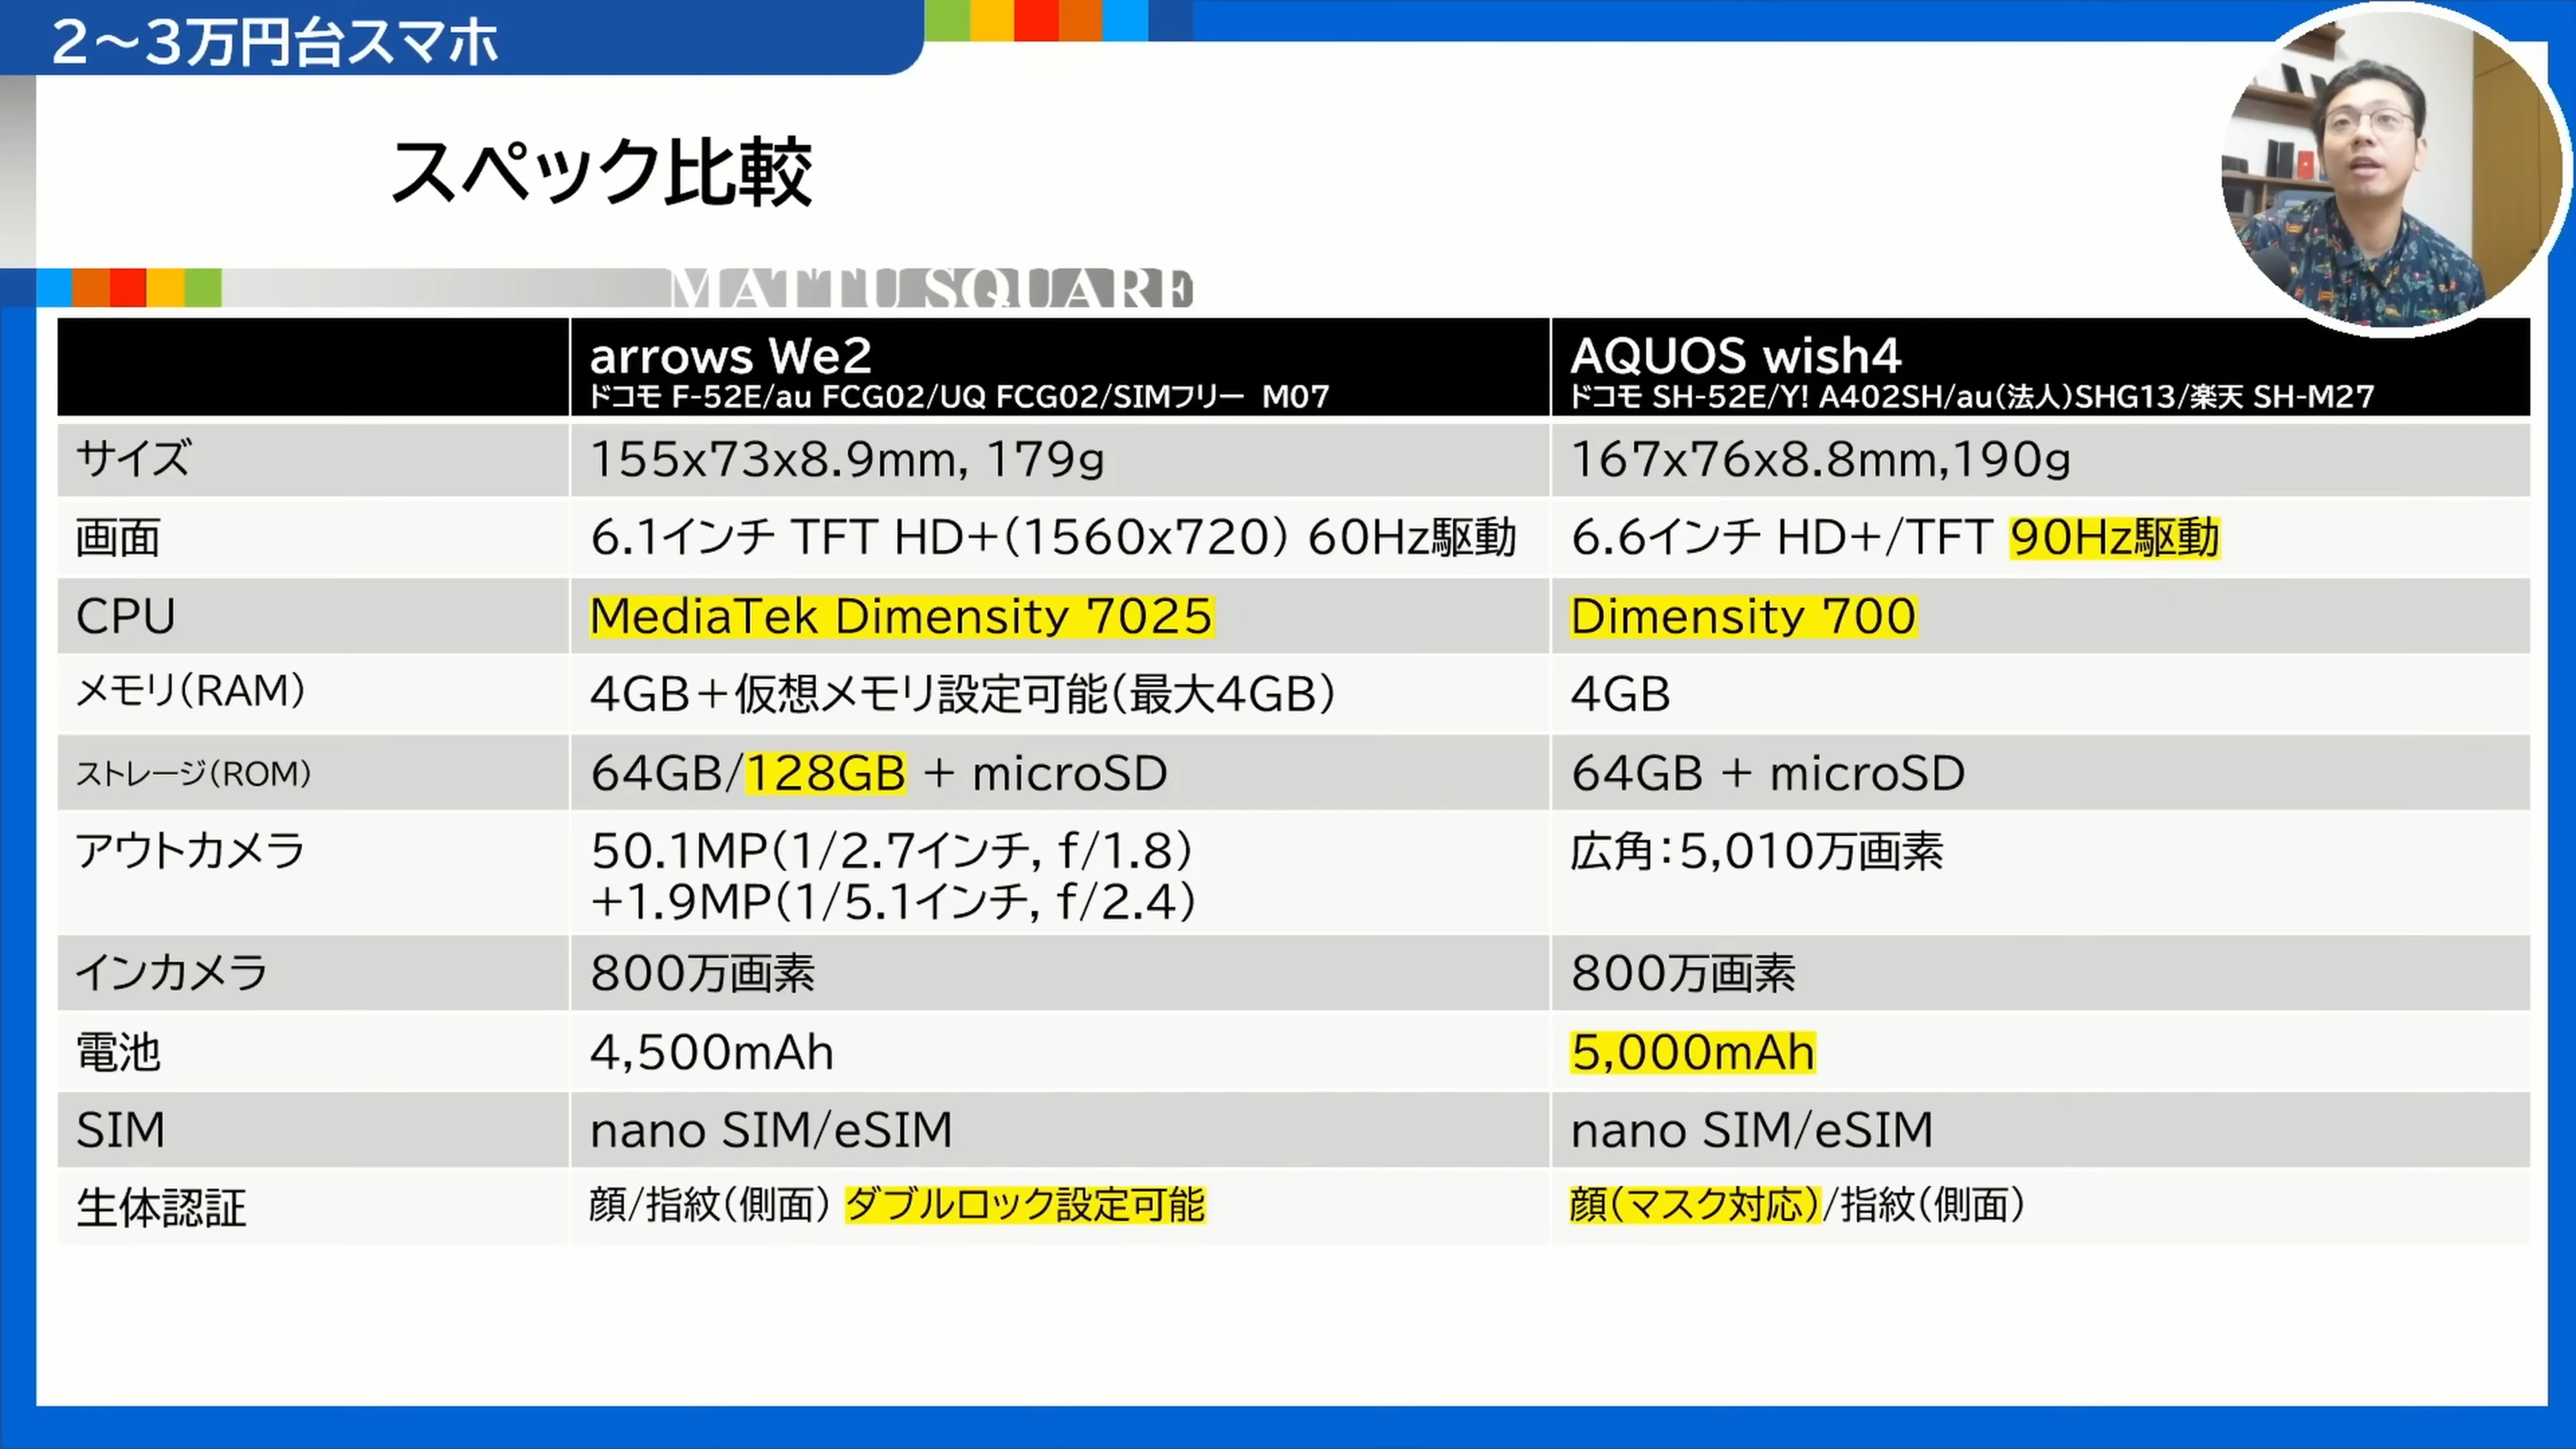 2～3万円台スマホ
スペック比較
MATTU SQUARE
arrows We2
ドコモ F-52E/au FCG02/UQ FCG02/SIMフリー M07
AQUOS wish4
ドコモ SH-52E/Y! A402SH/au(法人)SHG13/楽天 SH-M27
サイズ
155x73x8.9mm, 179g
167x76x8.8mm,190g
画面
6.1インチ TFT HD+(1560x720) 60Hz駆動
6.6インチ HD+/TFT 90Hz駆動
CPU
MediaTek Dimensity 7025
Dimensity 700
メモリ(RAM)
4GB＋仮想メモリ設定可能(最大4GB)
4GB
ストレージ(ROM)
64GB/128GB + microSD
64GB + microSD
アウトカメラ
50.1MP(1/2.7インチ, f/1.8)
+1.9MP(1/5.1インチ, f/2.4)
広角：5,010万画素
インカメラ
800万画素
800万画素
電池
4,500mAh
5,000mAh
SIM
nano SIM/eSIM
nano SIM/eSIM
生体認証
顔/指紋(側面) ダブルロック設定可能
顔(マスク対応)/指紋(側面)